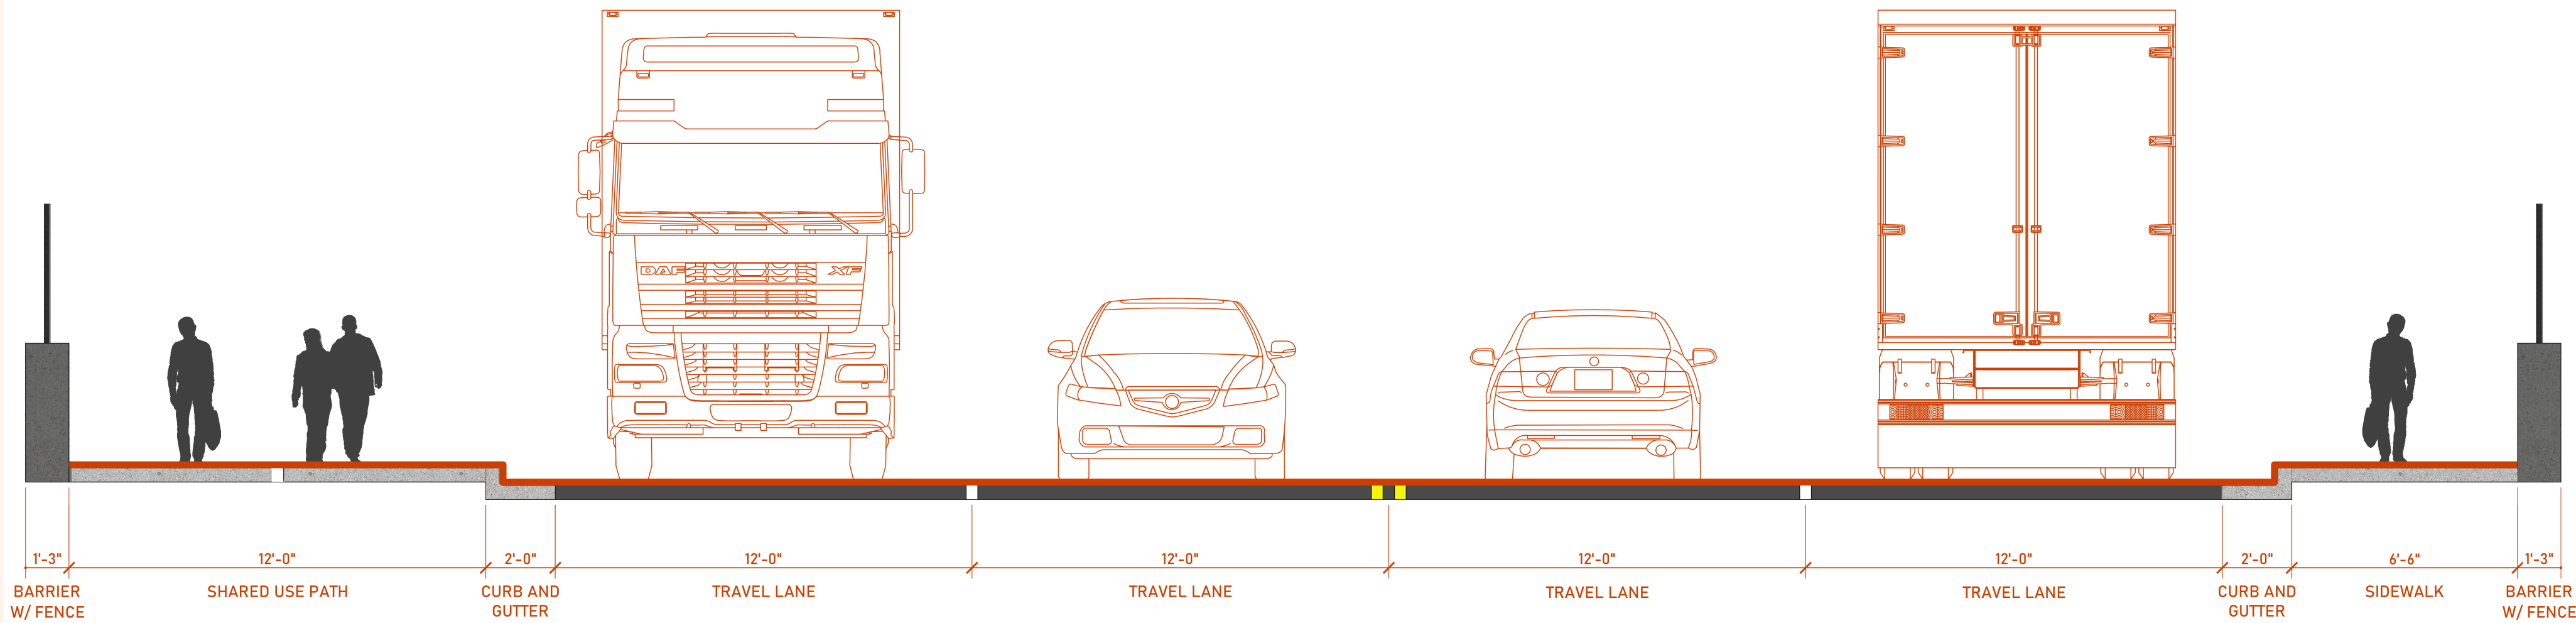 DAF XF
1'-3" 12'-0" 2'-0" 12'-0" 12'-0" 12'-0" 12'-0" 2'-0" 6'-6" 1'-3"
BARRIER
W/ FENCE
SHARED USE PATH
CURB AND
GUTTER
TRAVEL LANE
TRAVEL LANE
TRAVEL LANE
TRAVEL LANE
CURB AND
GUTTER
SIDEWALK
BARRIER
W/ FENCE